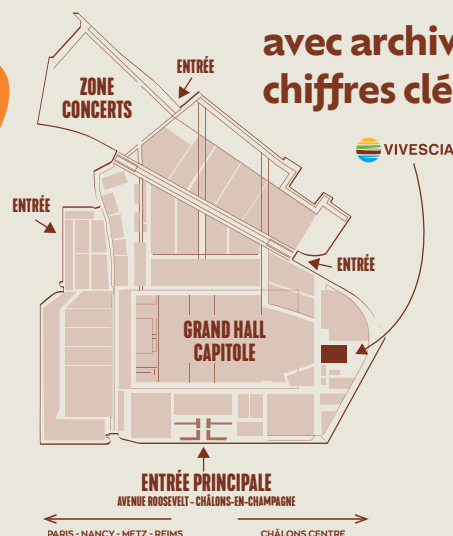 avec archiv
chiffres clé
VIVESCIA
ENTRÉE
ZONE
CONCERTS
ENTRÉE
ENTRÉE
GRAND HALL
CAPITOLE
ENTRÉE PRINCIPALE
AVENUE ROOSEVELT - CHÂLONS-EN-CHAMPAGNE
PARIS - NANCY - METZ - REIMS
CHÂLONS CENTRE